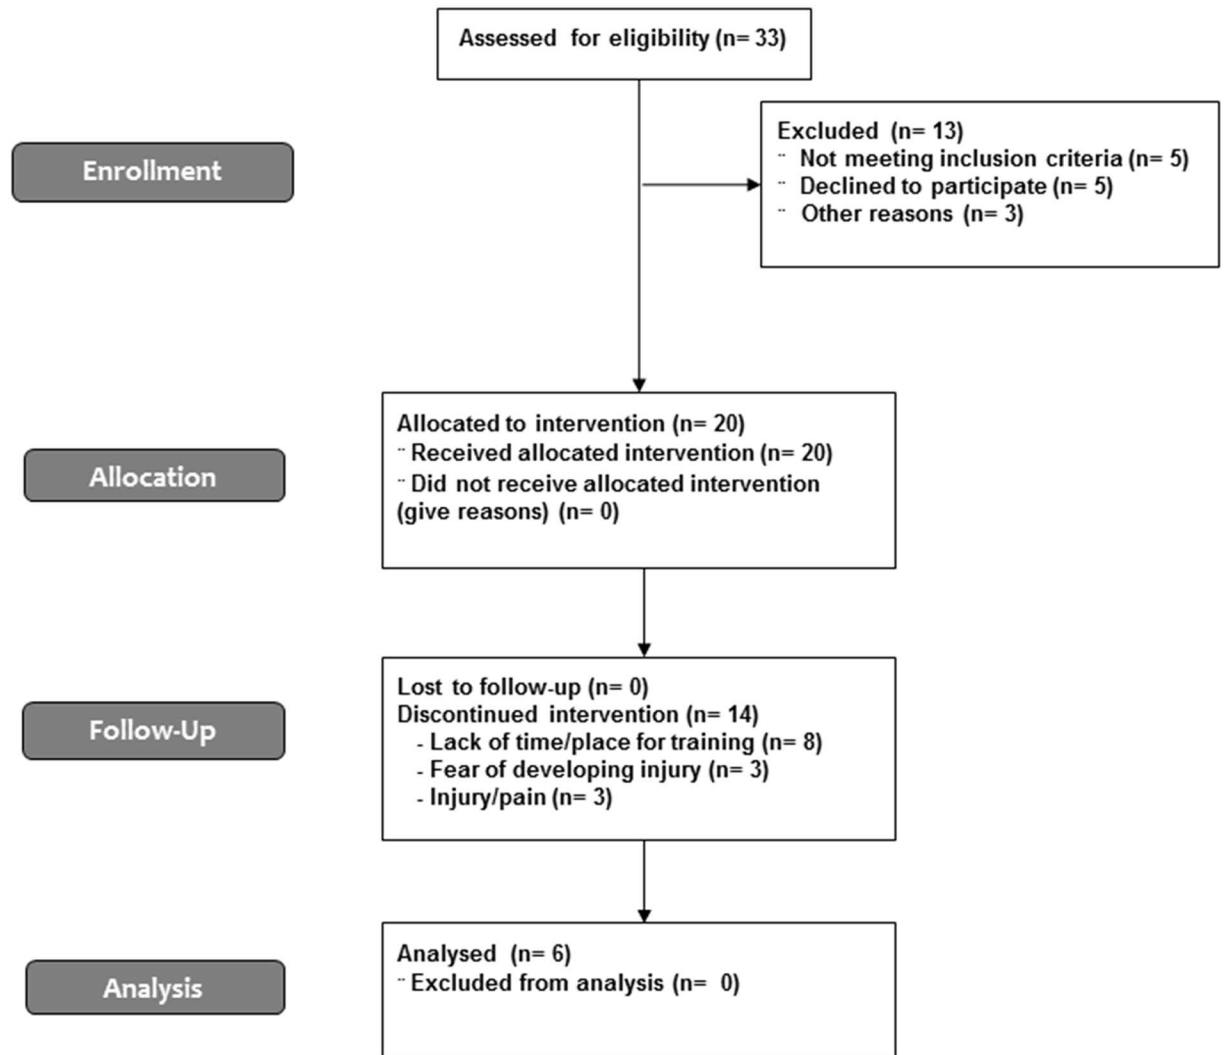 Assessed for eligibility (n= 33)
Enrollment
Excluded (n= 13)
¨ Not meeting inclusion criteria (n= 5)
¨ Declined to participate (n= 5)
¨ Other reasons (n= 3)
Allocation
Allocated to intervention (n= 20)
¨ Received allocated intervention (n= 20)
¨ Did not receive allocated intervention
(give reasons) (n= 0)
Follow-Up
Lost to follow-up (n= 0)
Discontinued intervention (n= 14)
- Lack of time/place for training (n= 8)
- Fear of developing injury (n= 3)
- Injury/pain (n= 3)
Analysis
Analysed (n= 6)
¨ Excluded from analysis (n= 0)